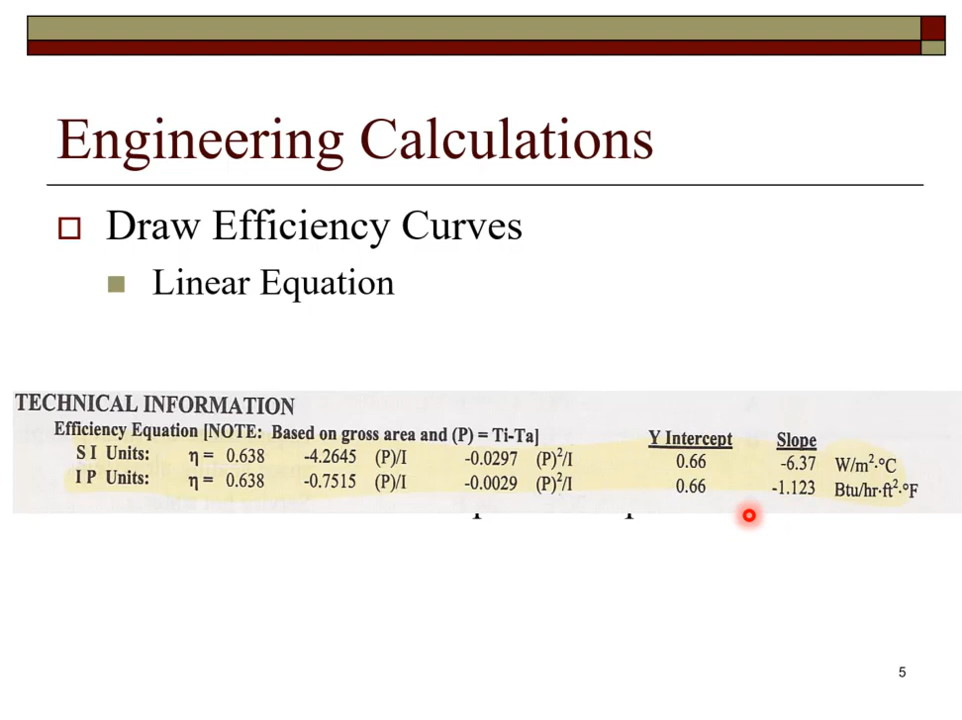 Engineering Calculations
Draw Efficiency Curves
Linear Equation
TECHNICAL INFORMATION
Efficiency Equation [NOTE: Based on gross area and (P) = Ti-Ta] Y Intercept Slope
S I Units: η = 0.638 -4.2645 (P)/I -0.0297 (P)²/I 0.66 -6.37 W/m²·°C
I P Units: η = 0.638 -0.7515 (P)/I -0.0029 (P)²/I 0.66 -1.123 Btu/hr·ft²·°F
5